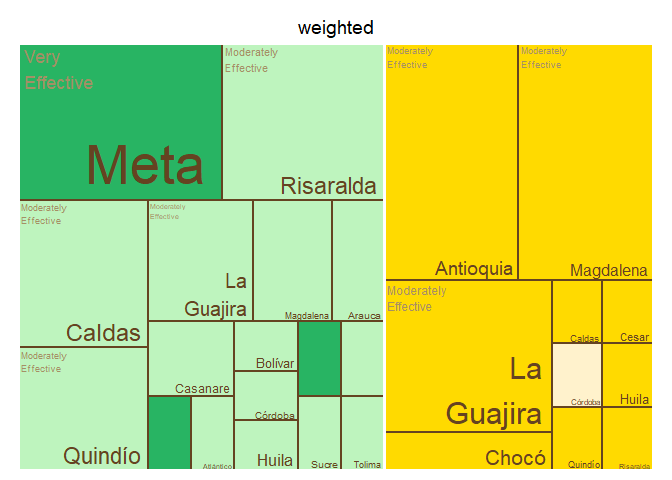 weighted
Very
Effective
Meta
Moderately
Effective
Risaralda
Moderately
Effective
Antioquia
Moderately
Effective
Magdalena
Moderately
Effective
Caldas
Moderately
Effective
La
Guajira
Magdalena
Arauca
Moderately
Effective
Quindío
Casanare
Bolívar
Córdoba
Atlántico
Huila
Sucre
Tolima
Moderately
Effective
La
Guajira
Chocó
Caldas
Cesar
Córdoba
Huila
Quindío
Risaralda